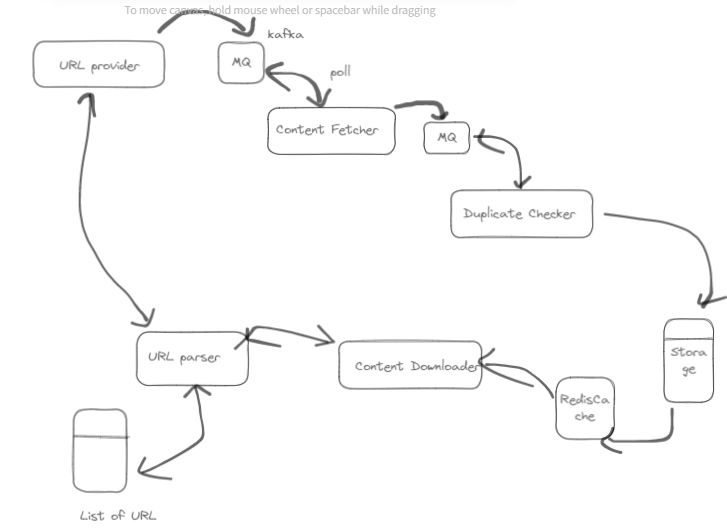 To move canvas, hold mouse wheel or spacebar while dragging
kafka
URL provider
MQ
poll
Content Fetcher
MQ
Duplicate Checker
URL parser
Content Downloader
Stora
ge
RedisCa
che
List of URL